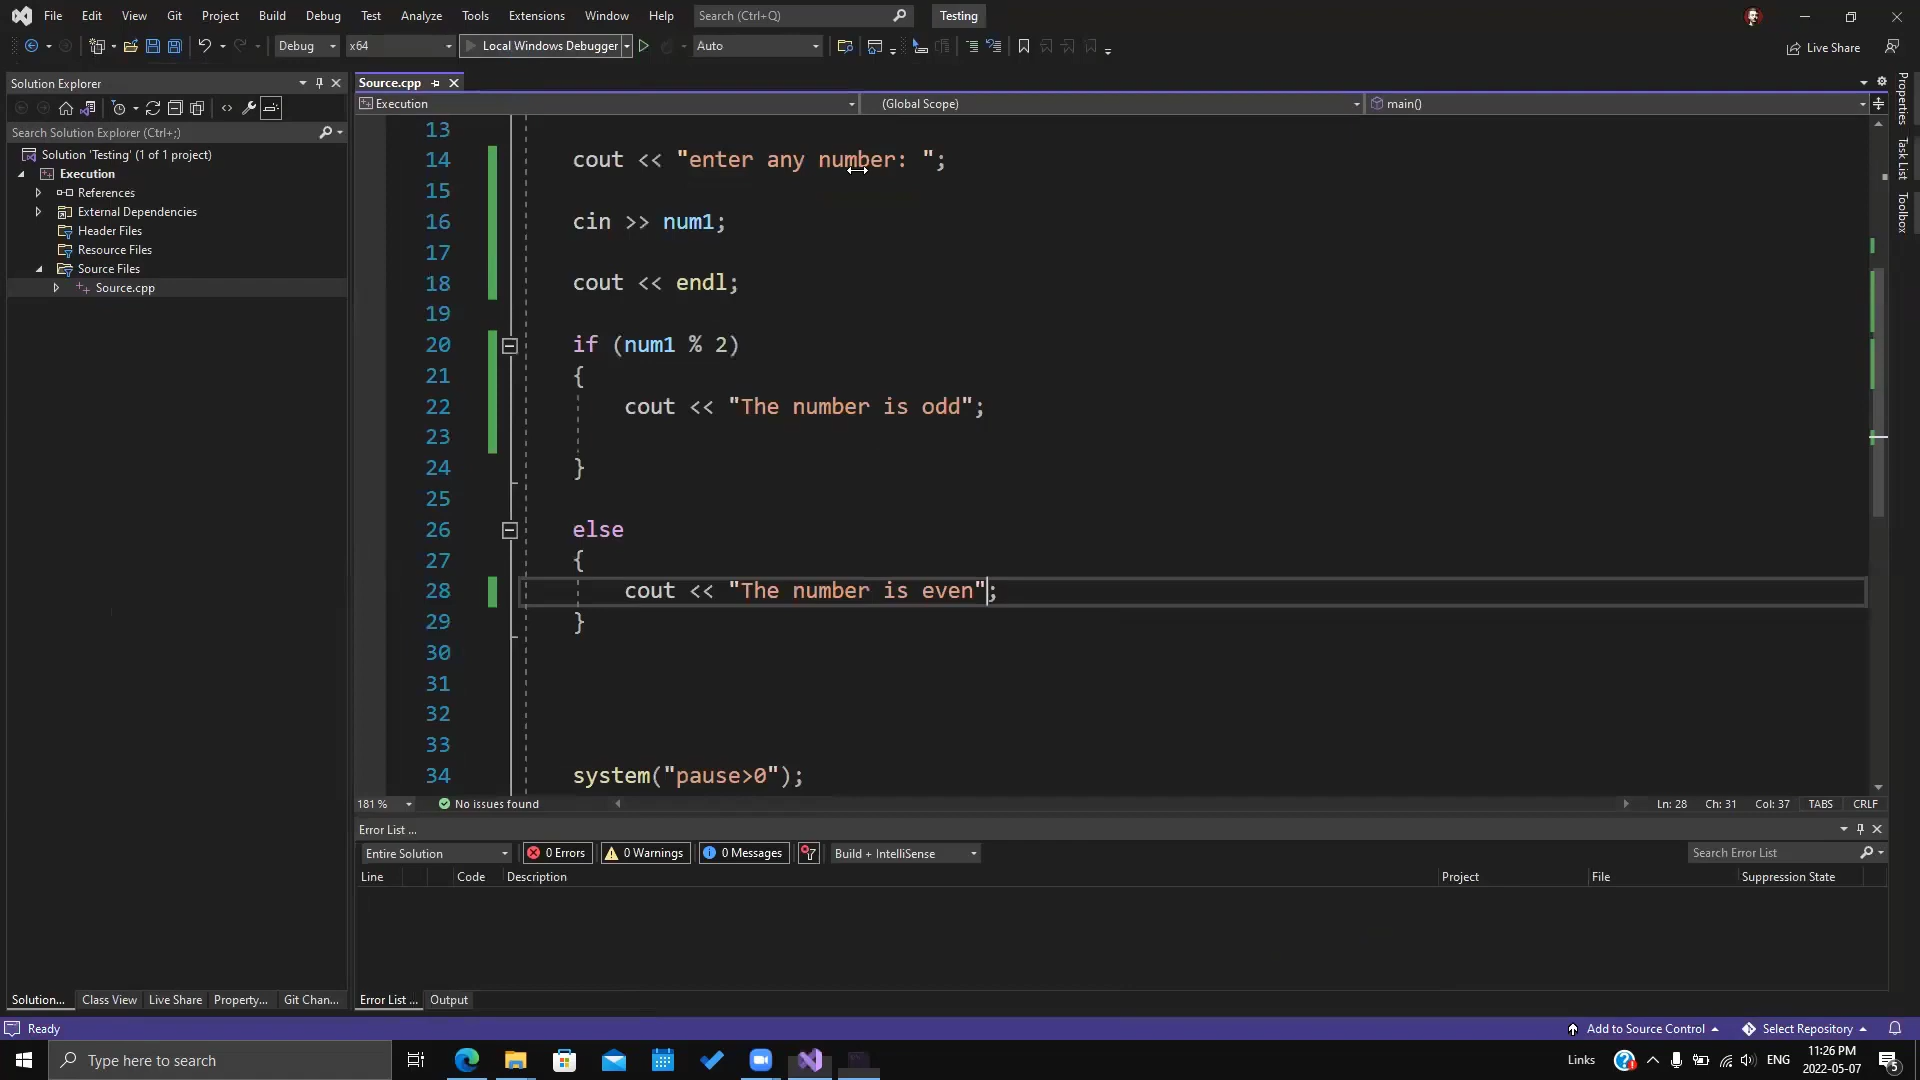 File Edit View Git Project Build Debug Test Analyze Tools Extensions Window Help Search (Ctrl+Q) Testing
Debug x64 Local Windows Debugger Auto Live Share
Solution Explorer
Search Solution Explorer (Ctrl+;)
Solution 'Testing' (1 of 1 project)
Execution
References
External Dependencies
Header Files
Resource Files
Source Files
Source.cpp
Source.cpp
Execution (Global Scope) main()
13
14 cout << "enter any number: ";
15
16 cin >> num1;
17
18 cout << endl;
19
20 if (num1 % 2)
21 {
22 cout << "The number is odd";
23
24 }
25
26 else
27 {
28 cout << "The number is even";
29 }
30
31
32
33
34 system("pause>0");
181 % No issues found Ln: 28 Ch: 31 Col: 37 TABS CRLF
Properties
Task List
Toolbox
Error List ...
Entire Solution 0 Errors 0 Warnings 0 Messages Build + IntelliSense Search Error List
Line Code Description Project File Suppression State
Solution... Class View Live Share Property... Git Chan... Error List ... Output
Ready Add to Source Control Select Repository
Type here to search Links ENG 11:26 PM
2022-05-07 5